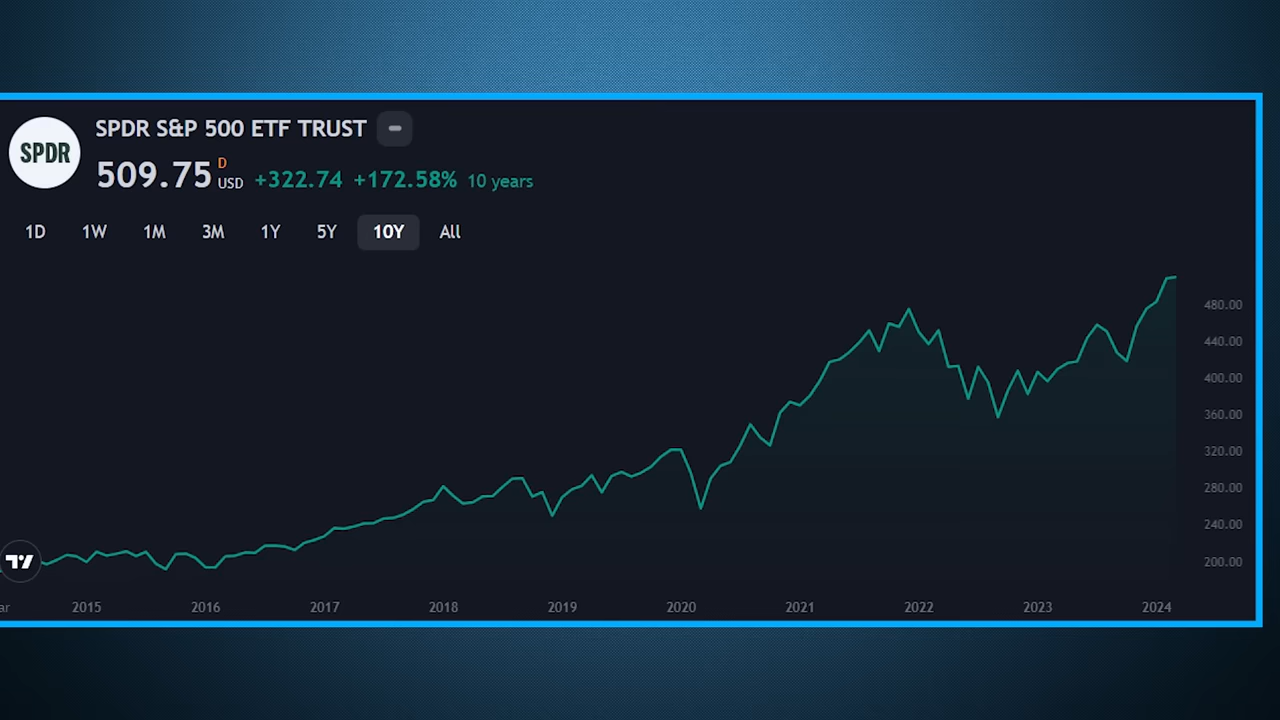 SPDR
SPDR S&P 500 ETF TRUST
509.75 D USD +322.74 +172.58% 10 years
1D 1W 1M 3M 1Y 5Y 10Y All
480.00
440.00
400.00
360.00
320.00
280.00
240.00
200.00
ar 2015 2016 2017 2018 2019 2020 2021 2022 2023 2024